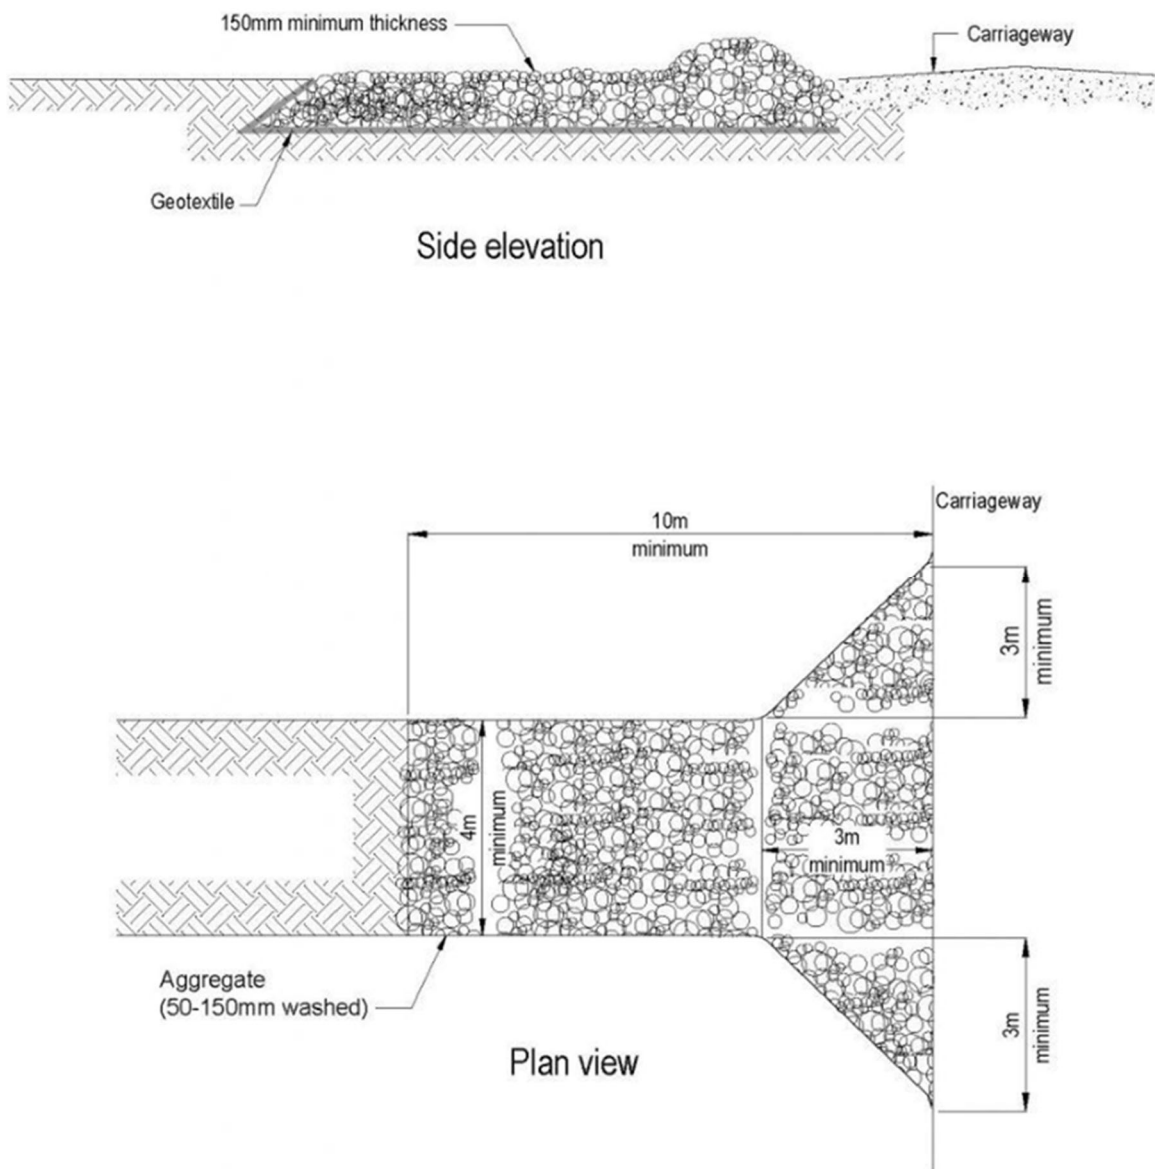 150mm minimum thickness
Carriageway
Geotextile
Side elevation
Carriageway
10m
minimum
3m
minimum
4m
minimum
3m
minimum
Aggregate
(50-150mm washed)
3m
minimum
Plan view